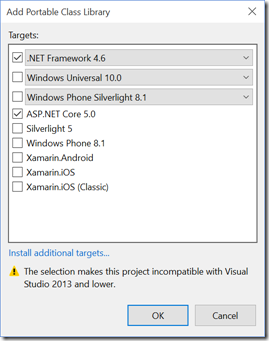 Add Portable Class Library
Targets:
.NET Framework 4.6
Windows Universal 10.0
Windows Phone Silverlight 8.1
ASP.NET Core 5.0
Silverlight 5
Windows Phone 8.1
Xamarin.Android
Xamarin.iOS
Xamarin.iOS (Classic)
Install additional targets...
The selection makes this project incompatible with Visual
Studio 2013 and lower.
OK
Cancel